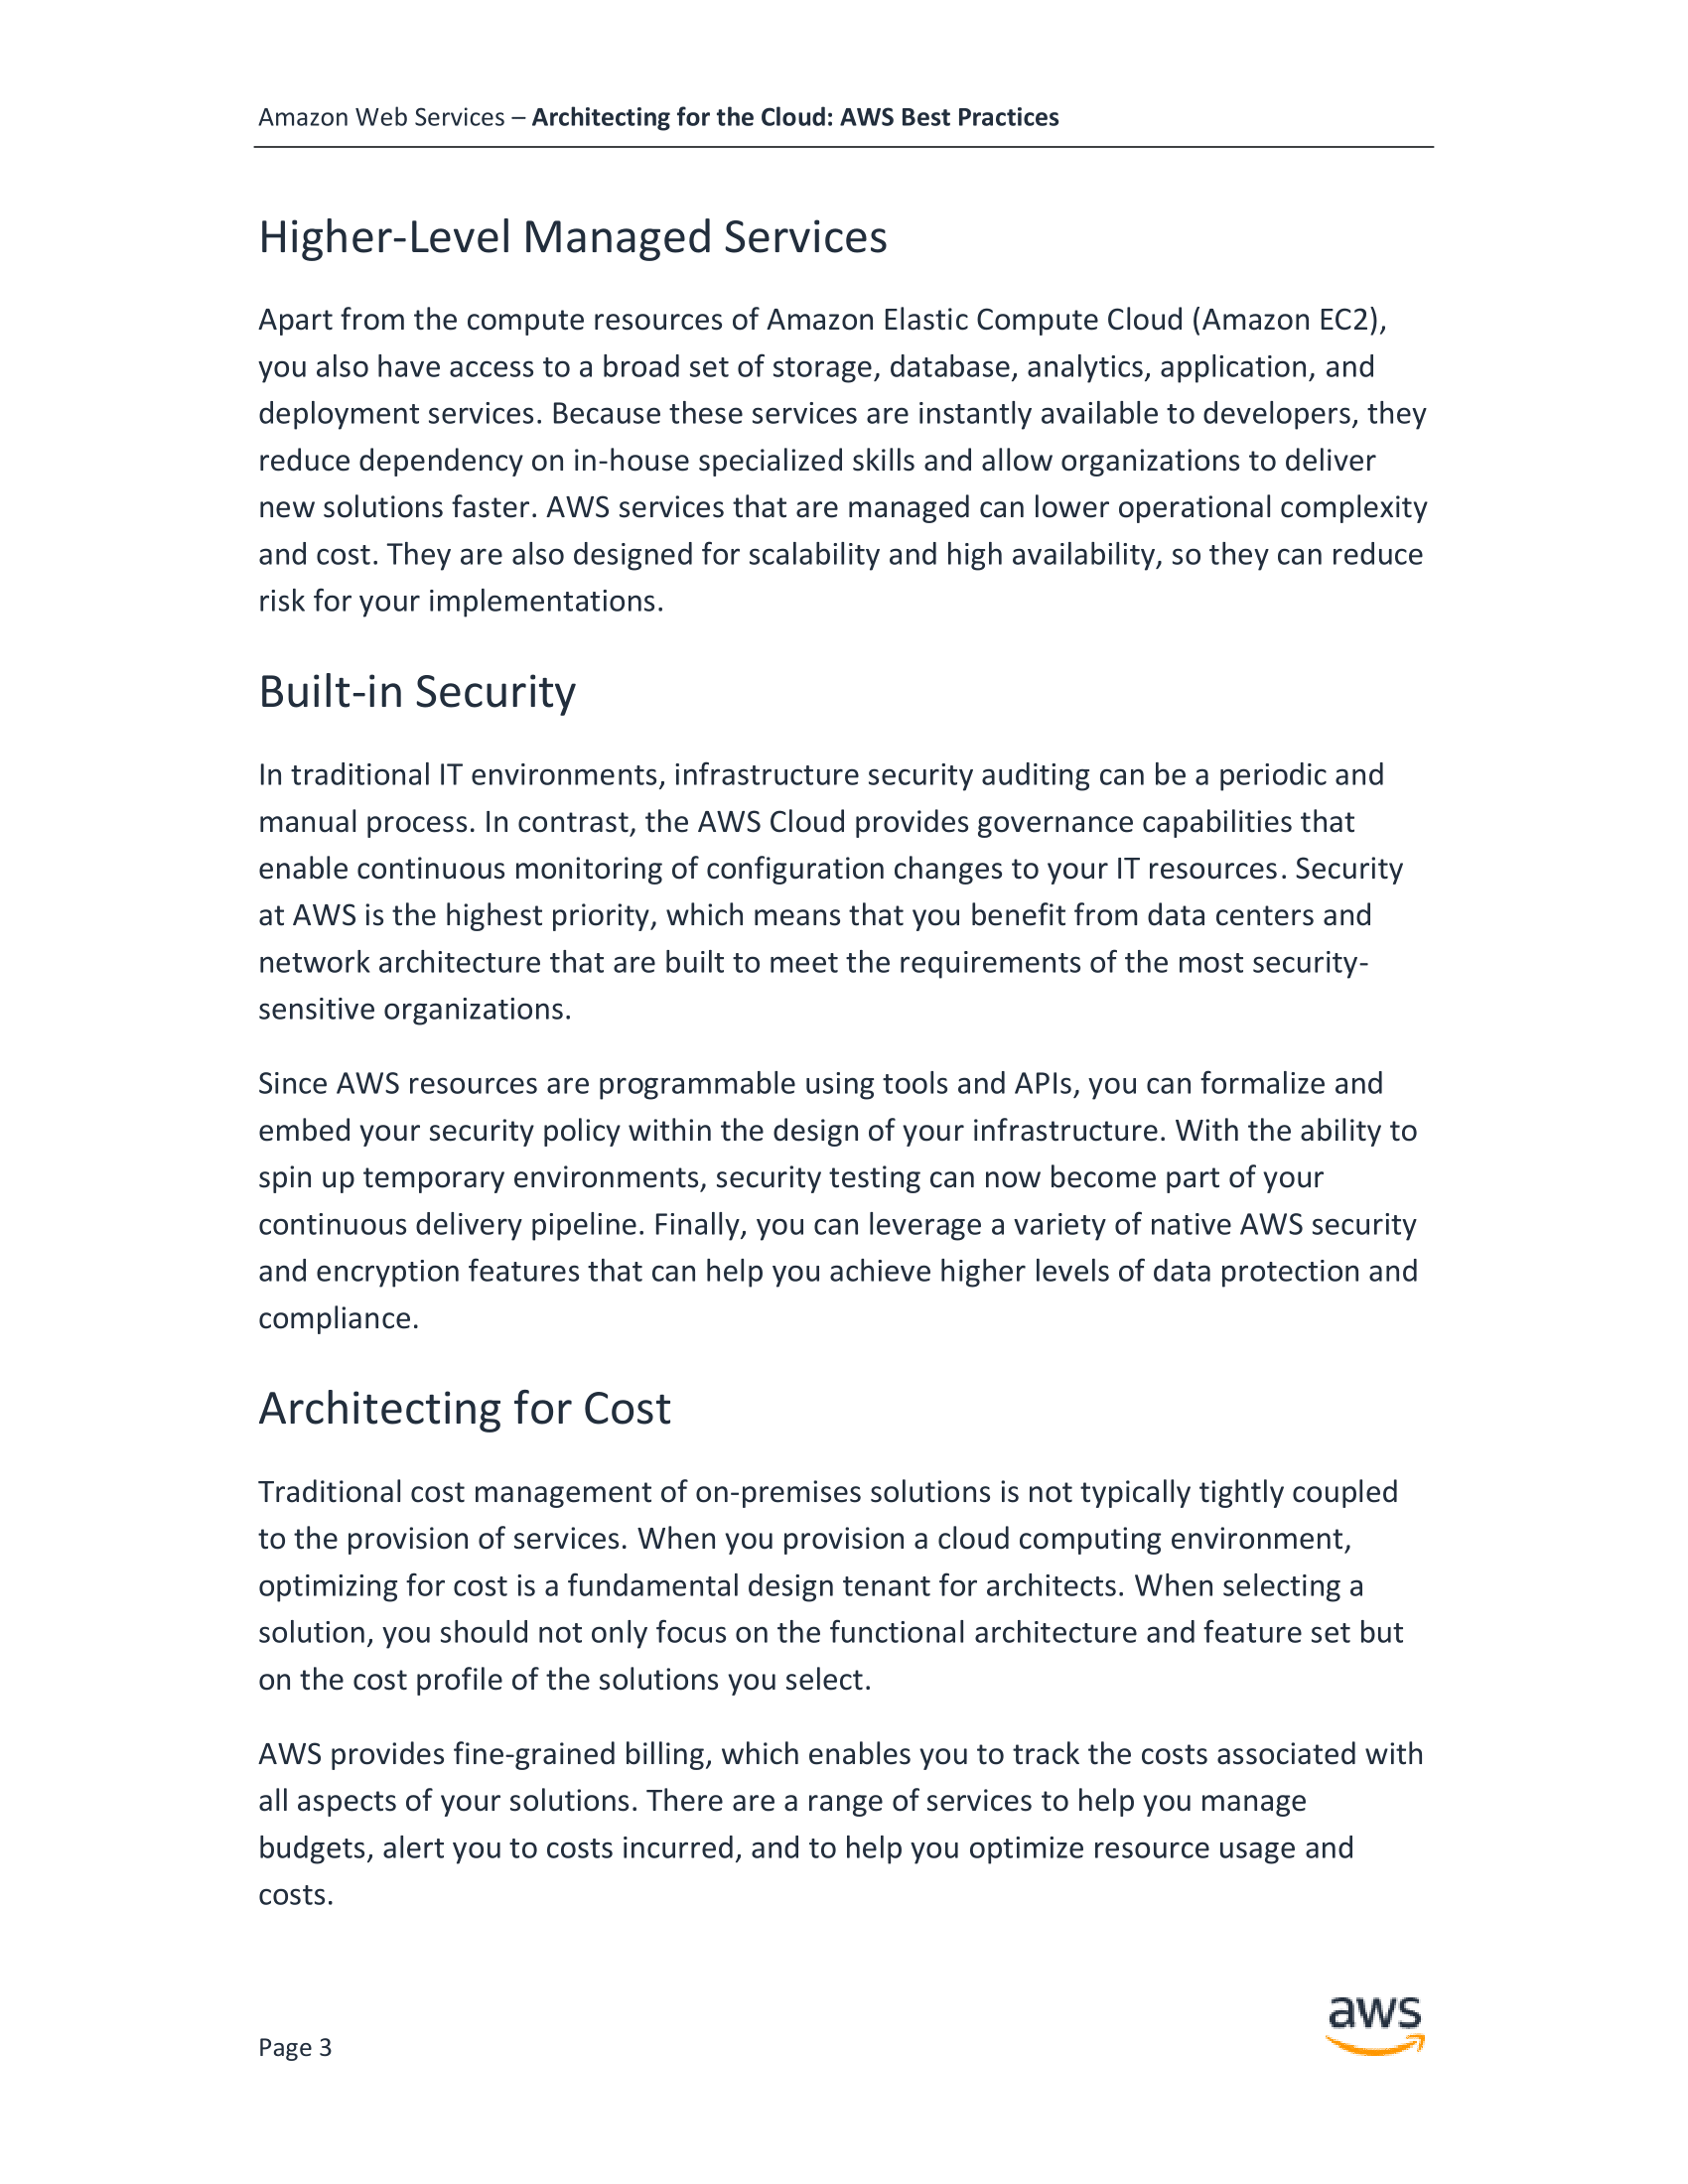 Amazon Web Services – Architecting for the Cloud: AWS Best Practices
Higher-Level Managed Services
Apart from the compute resources of Amazon Elastic Compute Cloud (Amazon EC2),
you also have access to a broad set of storage, database, analytics, application, and
deployment services. Because these services are instantly available to developers, they
reduce dependency on in-house specialized skills and allow organizations to deliver
new solutions faster. AWS services that are managed can lower operational complexity
and cost. They are also designed for scalability and high availability, so they can reduce
risk for your implementations.
Built-in Security
In traditional IT environments, infrastructure security auditing can be a periodic and
manual process. In contrast, the AWS Cloud provides governance capabilities that
enable continuous monitoring of configuration changes to your IT resources. Security
at AWS is the highest priority, which means that you benefit from data centers and
network architecture that are built to meet the requirements of the most security-
sensitive organizations.
Since AWS resources are programmable using tools and APIs, you can formalize and
embed your security policy within the design of your infrastructure. With the ability to
spin up temporary environments, security testing can now become part of your
continuous delivery pipeline. Finally, you can leverage a variety of native AWS security
and encryption features that can help you achieve higher levels of data protection and
compliance.
Architecting for Cost
Traditional cost management of on-premises solutions is not typically tightly coupled
to the provision of services. When you provision a cloud computing environment,
optimizing for cost is a fundamental design tenant for architects. When selecting a
solution, you should not only focus on the functional architecture and feature set but
on the cost profile of the solutions you select.
AWS provides fine-grained billing, which enables you to track the costs associated with
all aspects of your solutions. There are a range of services to help you manage
budgets, alert you to costs incurred, and to help you optimize resource usage and
costs.
aws
Page 3